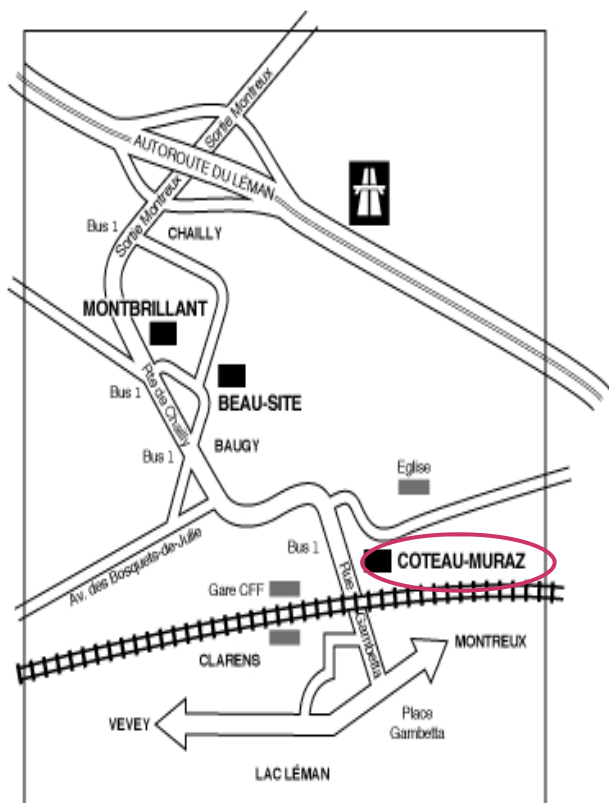 Sortie Montreux
AUTOROUTE DU LÉMAN
Sortie Montreux
Bus 1
CHAILLY
MONTBRILLANT
Rte de Chailly
Bus 1
BEAU-SITE
BAUGY
Bus 1
Eglise
Bus 1
COTEAU-MURAZ
Av. des Bosquets-de-Julie
Gare CFF
Rue Gambetta
CLARENS
MONTREUX
VEVEY
Place
Gambetta
LAC LÉMAN